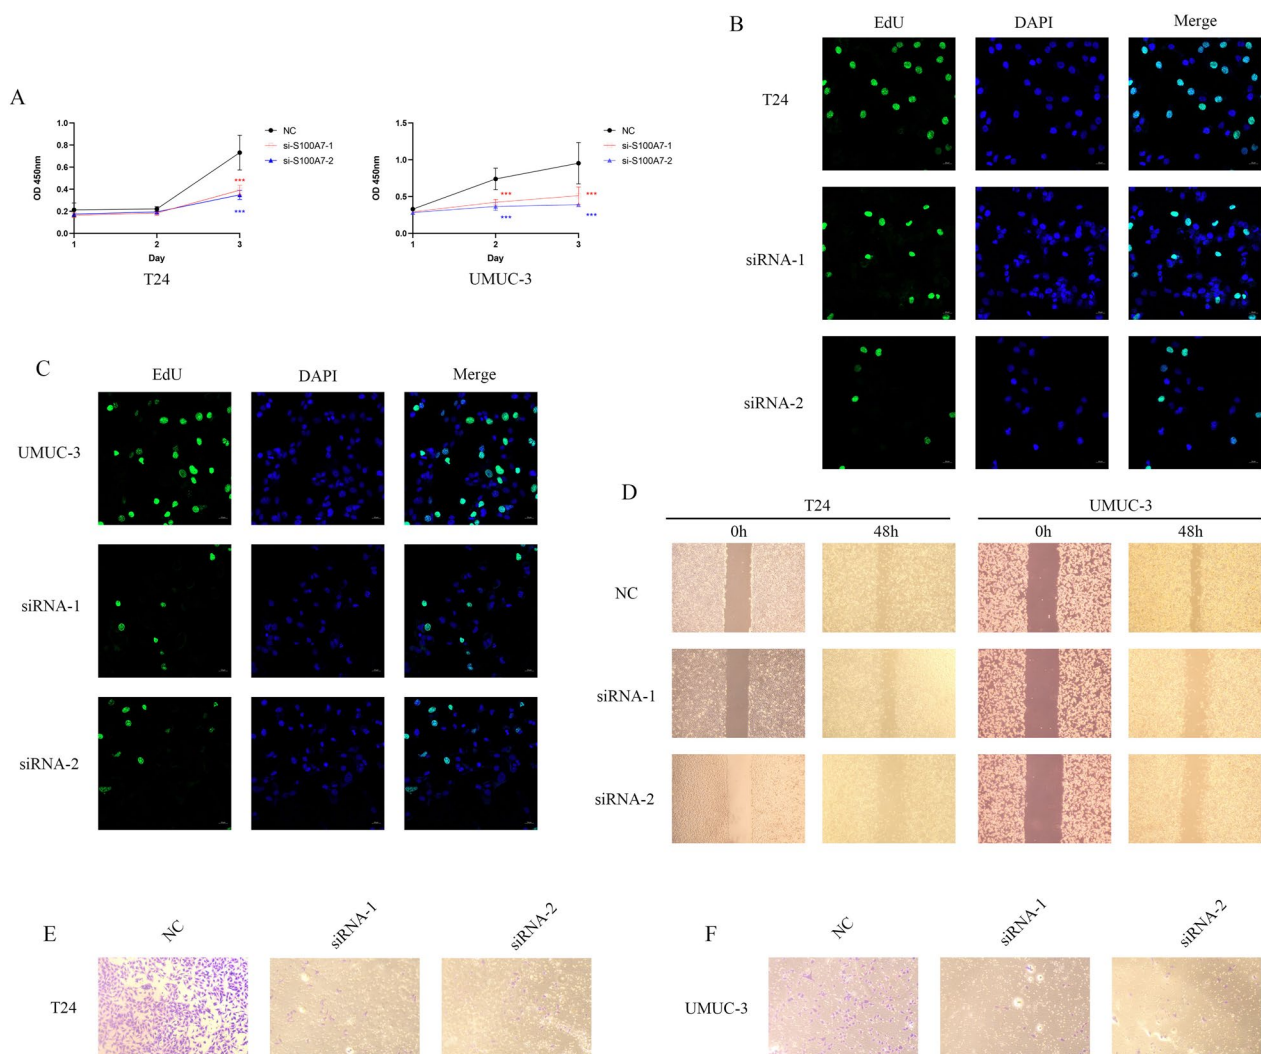 A
1.0
0.8
0.6
0.4
0.2
0.0
OD 450nm
***
***
1 2 3
Day
T24
NC
si-S100A7-1
si-S100A7-2
1.5
1.0
0.5
0.0
OD 450nm
*** ***
*** ***
1 2 3
Day
UMUC-3
NC
si-S100A7-1
si-S100A7-2
B
EdU DAPI Merge
T24
siRNA-1
siRNA-2
C
EdU DAPI Merge
UMUC-3
siRNA-1
siRNA-2
D
T24 UMUC-3
0h 48h 0h 48h
NC
siRNA-1
siRNA-2
E
NC siRNA-1 siRNA-2
T24
F
NC siRNA-1 siRNA-2
UMUC-3